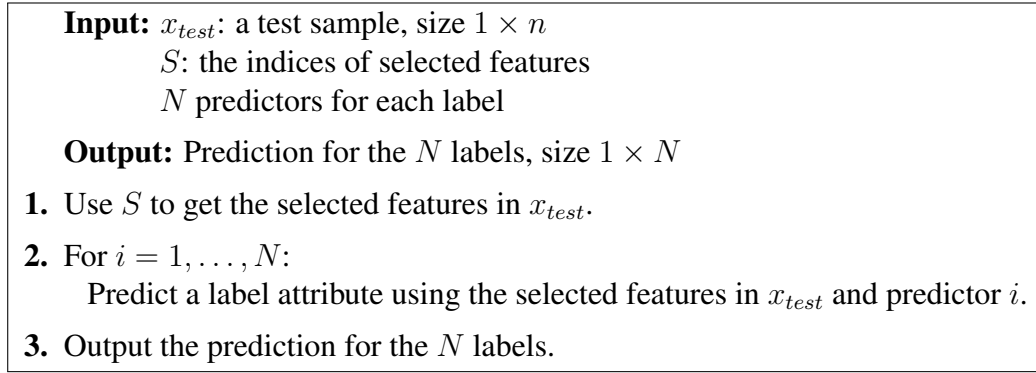 Input: x_test: a test sample, size 1 × n
S: the indices of selected features
N predictors for each label
Output: Prediction for the N labels, size 1 × N
1. Use S to get the selected features in x_test.
2. For i = 1, . . . , N:
Predict a label attribute using the selected features in x_test and predictor i.
3. Output the prediction for the N labels.